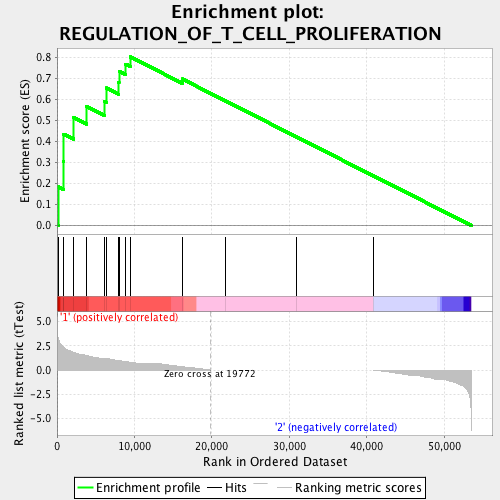 Enrichment plot:
REGULATION_OF_T_CELL_PROLIFERATION
Enrichment score (ES)
0.8
0.7
0.6
0.5
0.4
0.3
0.2
0.1
0.0
'1' (positively correlated)
Ranked list metric (tTest)
5.0
2.5
0.0
-2.5
-5.0
Zero cross at 19772
'2' (negatively correlated)
0 10,000 20,000 30,000 40,000 50,000
Rank in Ordered Dataset
Enrichment profile Hits Ranking metric scores